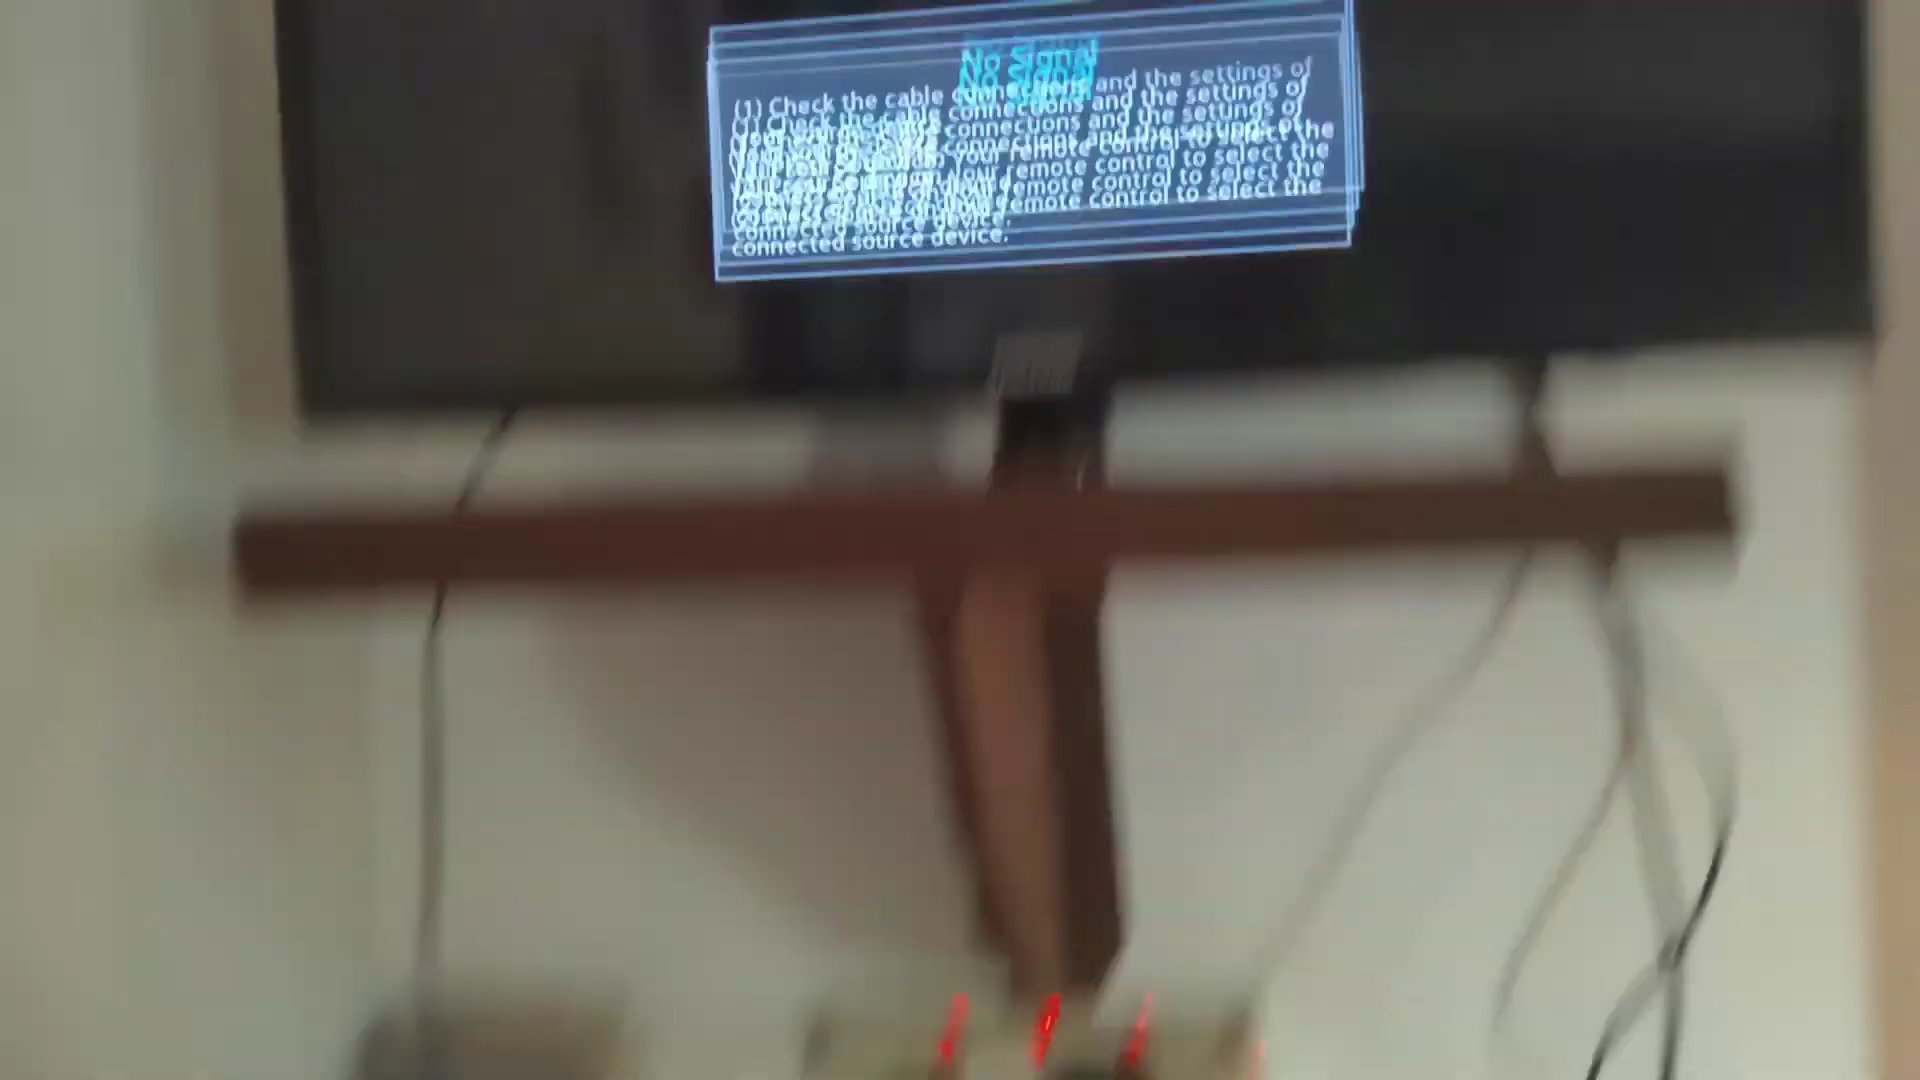 No Signal
(1) Check the cable connections and the settings of
your remote control to select the
connected source device.